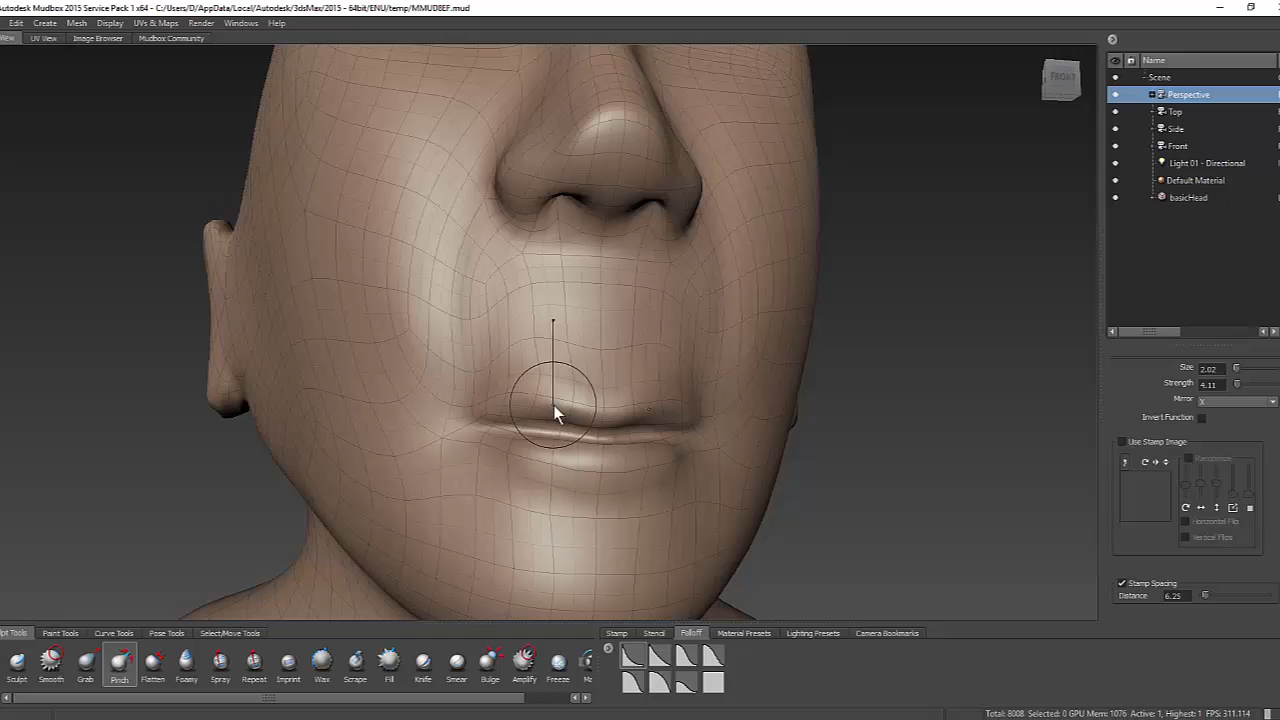 Autodesk Mudbox 2015 Service Pack 1 x64 - C:/Users/D/AppData/Local/Autodesk/3dsMax/2015 - 64bit/ENU/temp/MMUD8EF.mud
Edit Create Mesh Display UVs & Maps Render Windows Help
View UV View Image Browser Mudbox Community
FRONT
Name
Scene
Perspective
Top
Side
Front
Light 01 - Directional
Default Material
basicHead
Size 2.02
Strength 4.11
Mirror X
Invert Function
Use Stamp Image
Randomize
Horizontal Flip
Vertical Flips
Stamp Spacing
Distance 6.25
Sculpt Tools Paint Tools Curve Tools Pose Tools Select/Move Tools
Stamp Stencil Falloff Material Presets Lighting Presets Camera Bookmarks
Sculpt Smooth Grab Pinch Flatten Foamy Spray Repeat Imprint Wax Scrape Fill Knife Smear Bulge Amplify Freeze Ma
Total: 8008 Selected: 0 GPU Mem: 1076 Active: 1, Highest: 1 FPS: 311.114